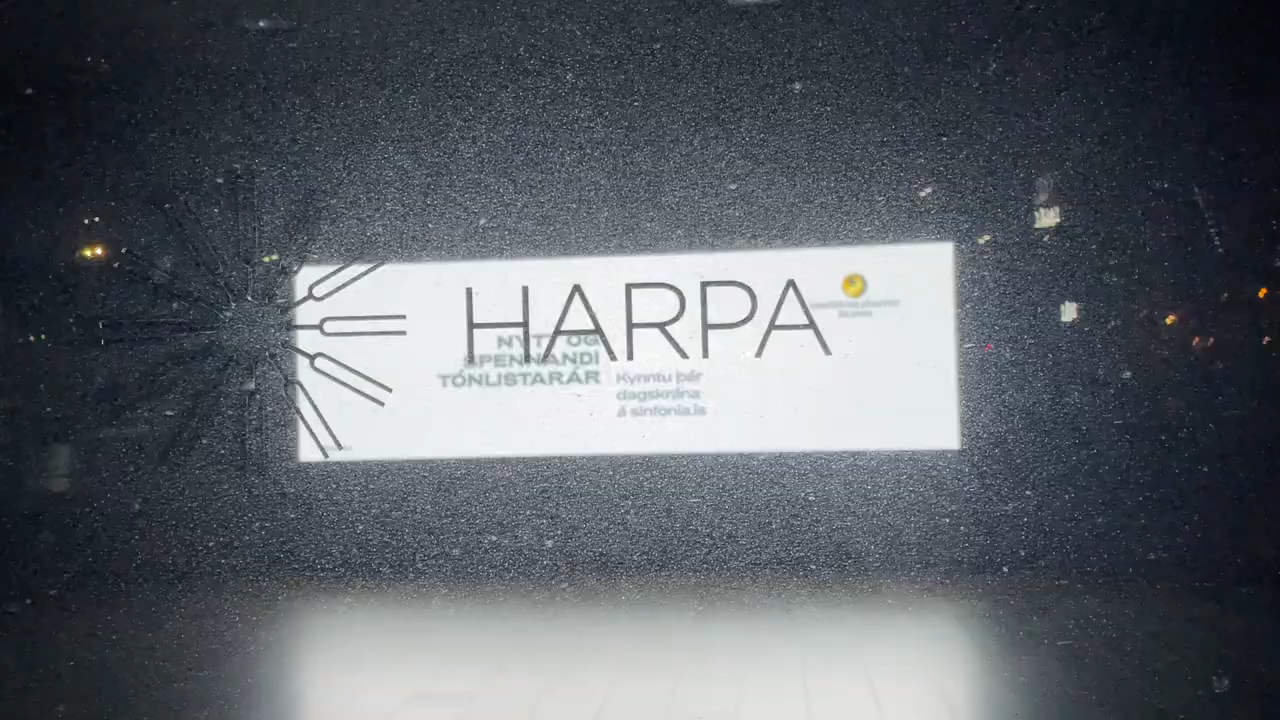 HARPA
NÝTT OG
SPENNANDI
TÓNLISTARÁR
Kynntu þér
dagskrána
á sinfonia.is